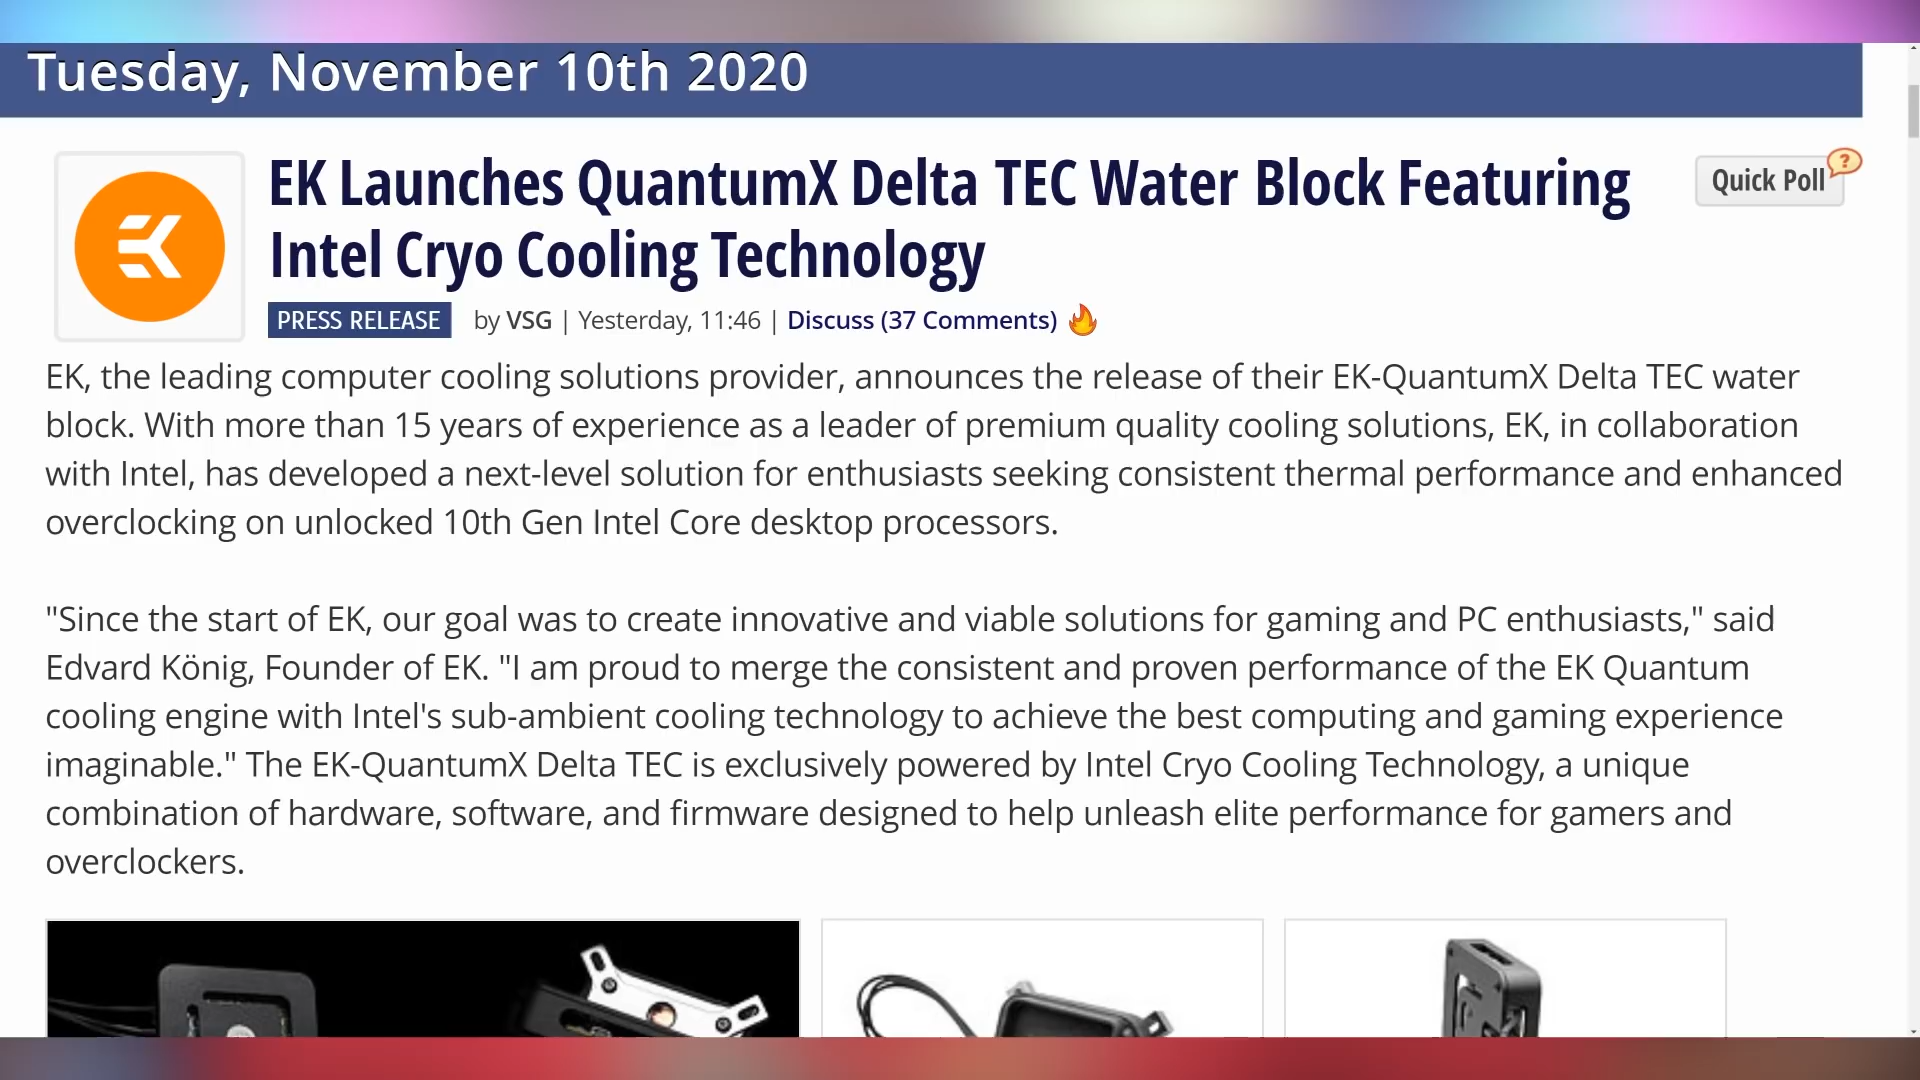 Tuesday, November 10th 2020
EK Launches QuantumX Delta TEC Water Block Featuring
Intel Cryo Cooling Technology
Quick Poll ?
EK
PRESS RELEASE by VSG | Yesterday, 11:46 | Discuss (37 Comments)
EK, the leading computer cooling solutions provider, announces the release of their EK-QuantumX Delta TEC water
block. With more than 15 years of experience as a leader of premium quality cooling solutions, EK, in collaboration
with Intel, has developed a next-level solution for enthusiasts seeking consistent thermal performance and enhanced
overclocking on unlocked 10th Gen Intel Core desktop processors.
"Since the start of EK, our goal was to create innovative and viable solutions for gaming and PC enthusiasts," said
Edvard König, Founder of EK. "I am proud to merge the consistent and proven performance of the EK Quantum
cooling engine with Intel's sub-ambient cooling technology to achieve the best computing and gaming experience
imaginable." The EK-QuantumX Delta TEC is exclusively powered by Intel Cryo Cooling Technology, a unique
combination of hardware, software, and firmware designed to help unleash elite performance for gamers and
overclockers.